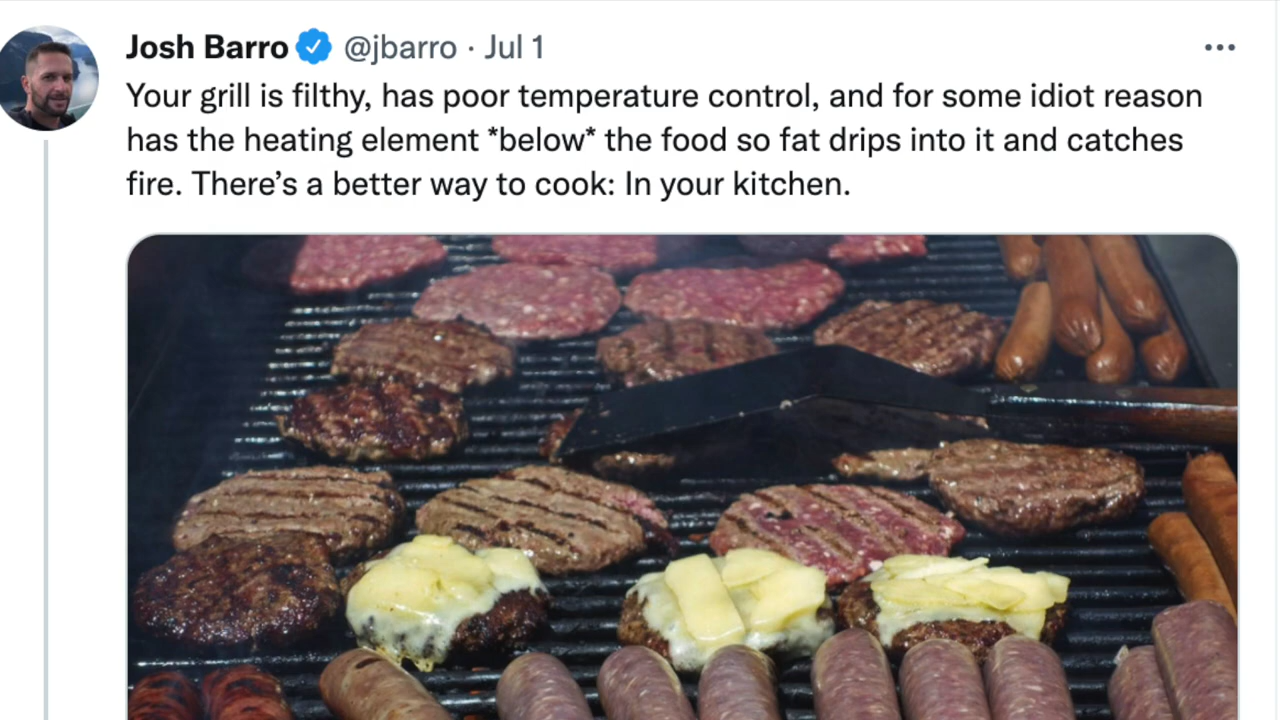 Josh Barro @jbarro · Jul 1
Your grill is filthy, has poor temperature control, and for some idiot reason
has the heating element *below* the food so fat drips into it and catches
fire. There’s a better way to cook: In your kitchen.